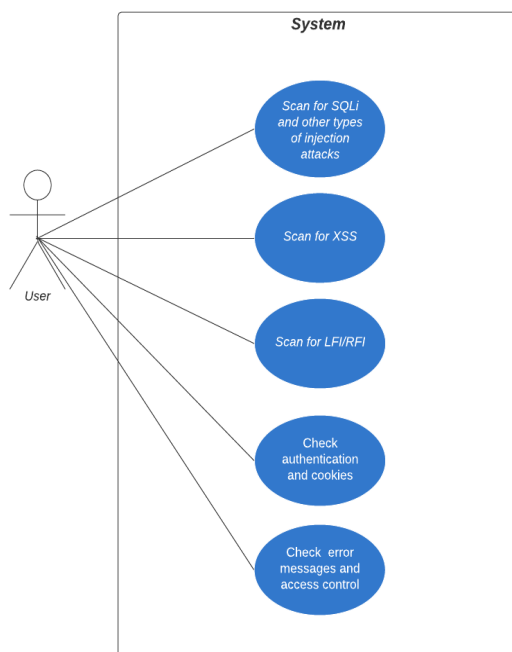 System
Scan for SQLi
and other types
of injection
attacks
Scan for XSS
User
Scan for LFI/RFI
Check
authentication
and cookies
Check error
messages and
access control